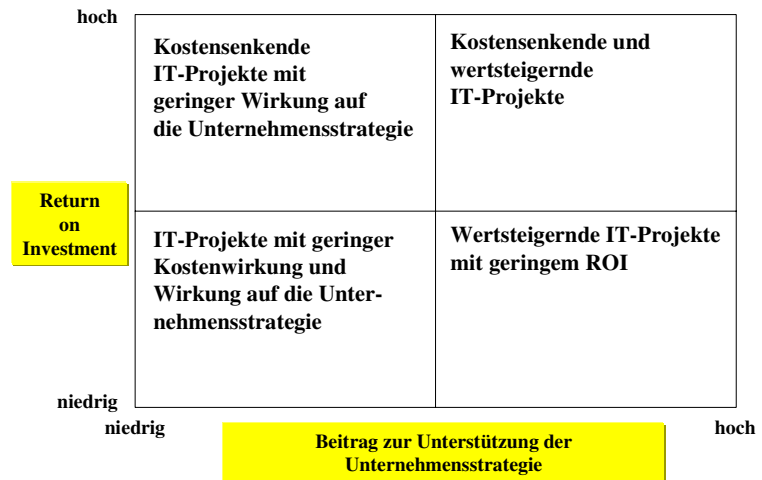 hoch
Kostensenkende
IT-Projekte mit
geringer Wirkung auf
die Unternehmensstrategie
Kostensenkende und
wertsteigernde
IT-Projekte
Return
on
Investment
IT-Projekte mit geringer
Kostenwirkung und
Wirkung auf die Unter-
nehmensstrategie
Wertsteigernde IT-Projekte
mit geringem ROI
niedrig
niedrig
hoch
Beitrag zur Unterstützung der
Unternehmensstrategie